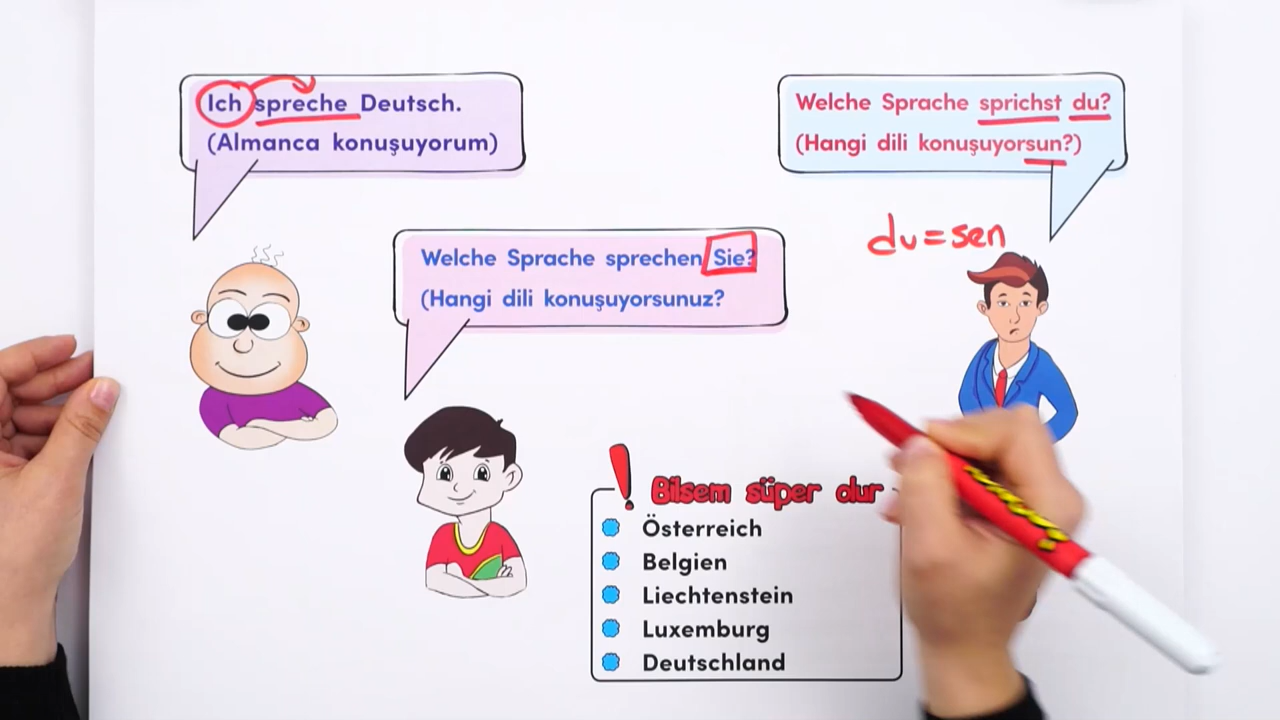 Ich spreche Deutsch.
(Almanca konuşuyorum)
Welche Sprache sprichst du?
(Hangi dili konuşuyorsun?)
du=sen
Welche Sprache sprechen Sie?
(Hangi dili konuşuyorsunuz?
Bilsem süper olur
Österreich
Belgien
Liechtenstein
Luxemburg
Deutschland